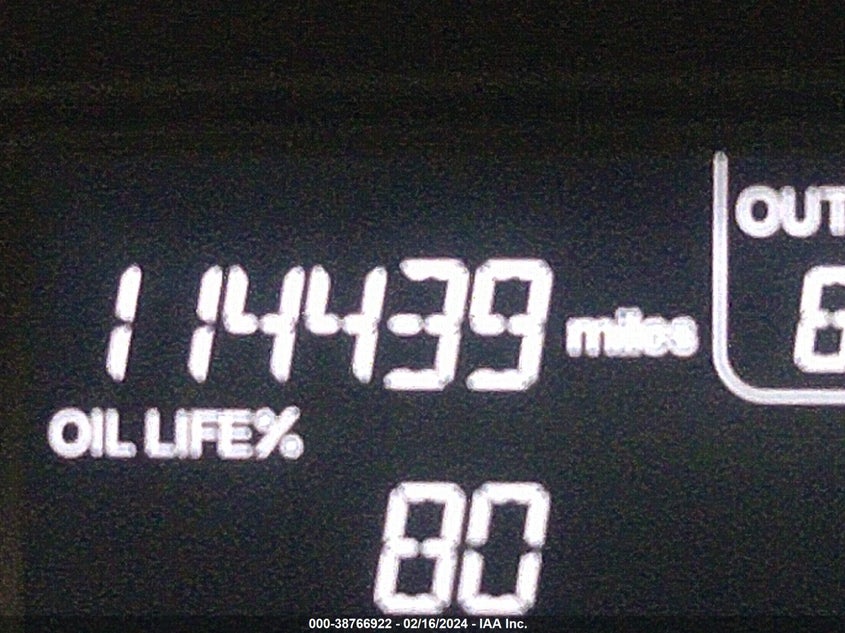 OUT
114439 miles
OIL LIFE%
80
000-38766922 - 02/16/2024 - IAA Inc.